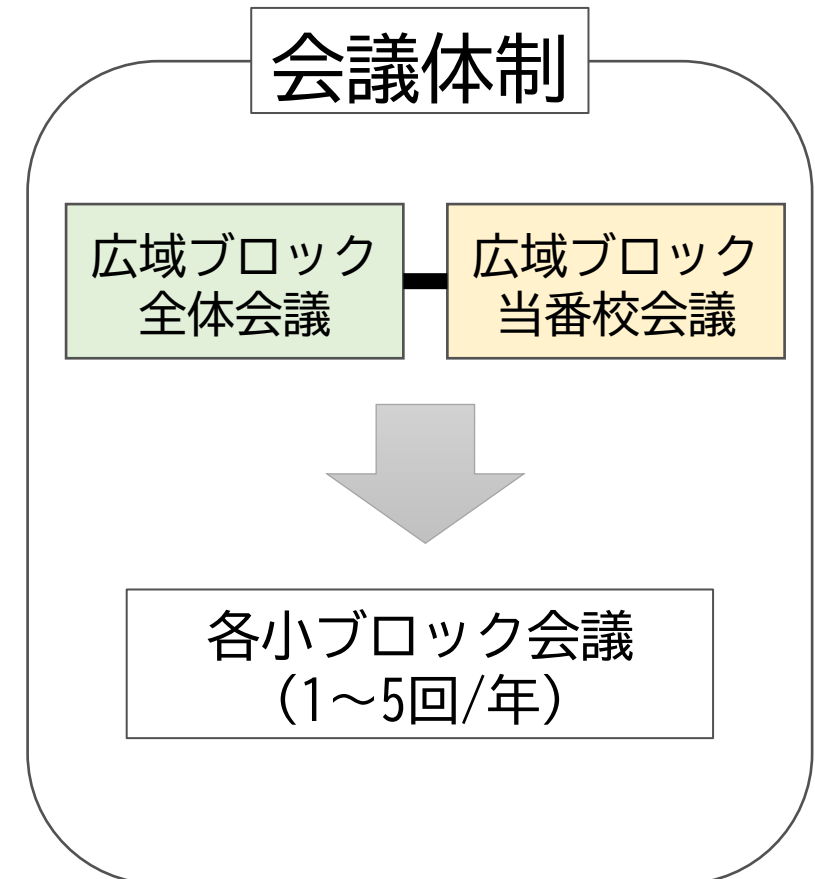 会議体制
広域ブロック
全体会議
広域ブロック
当番校会議
各小ブロック会議
（1～5回/年）